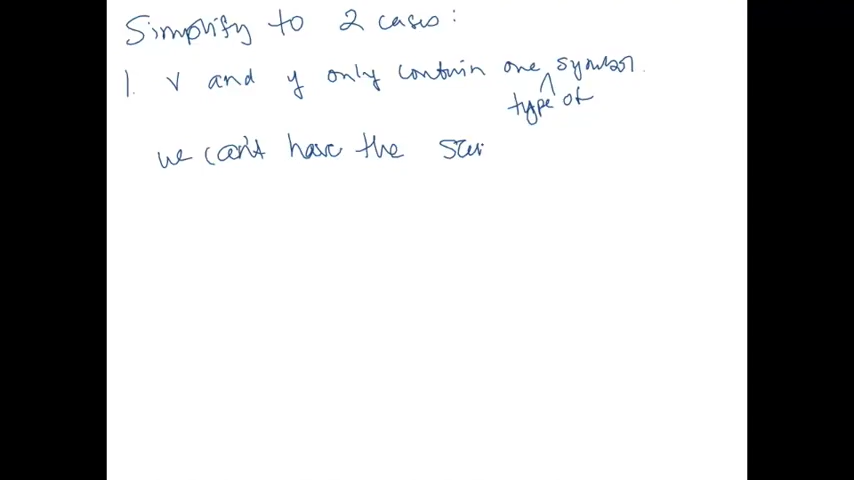 Simplify to 2 cases:
1. v and y only contain one type of symbol.
we can't have the